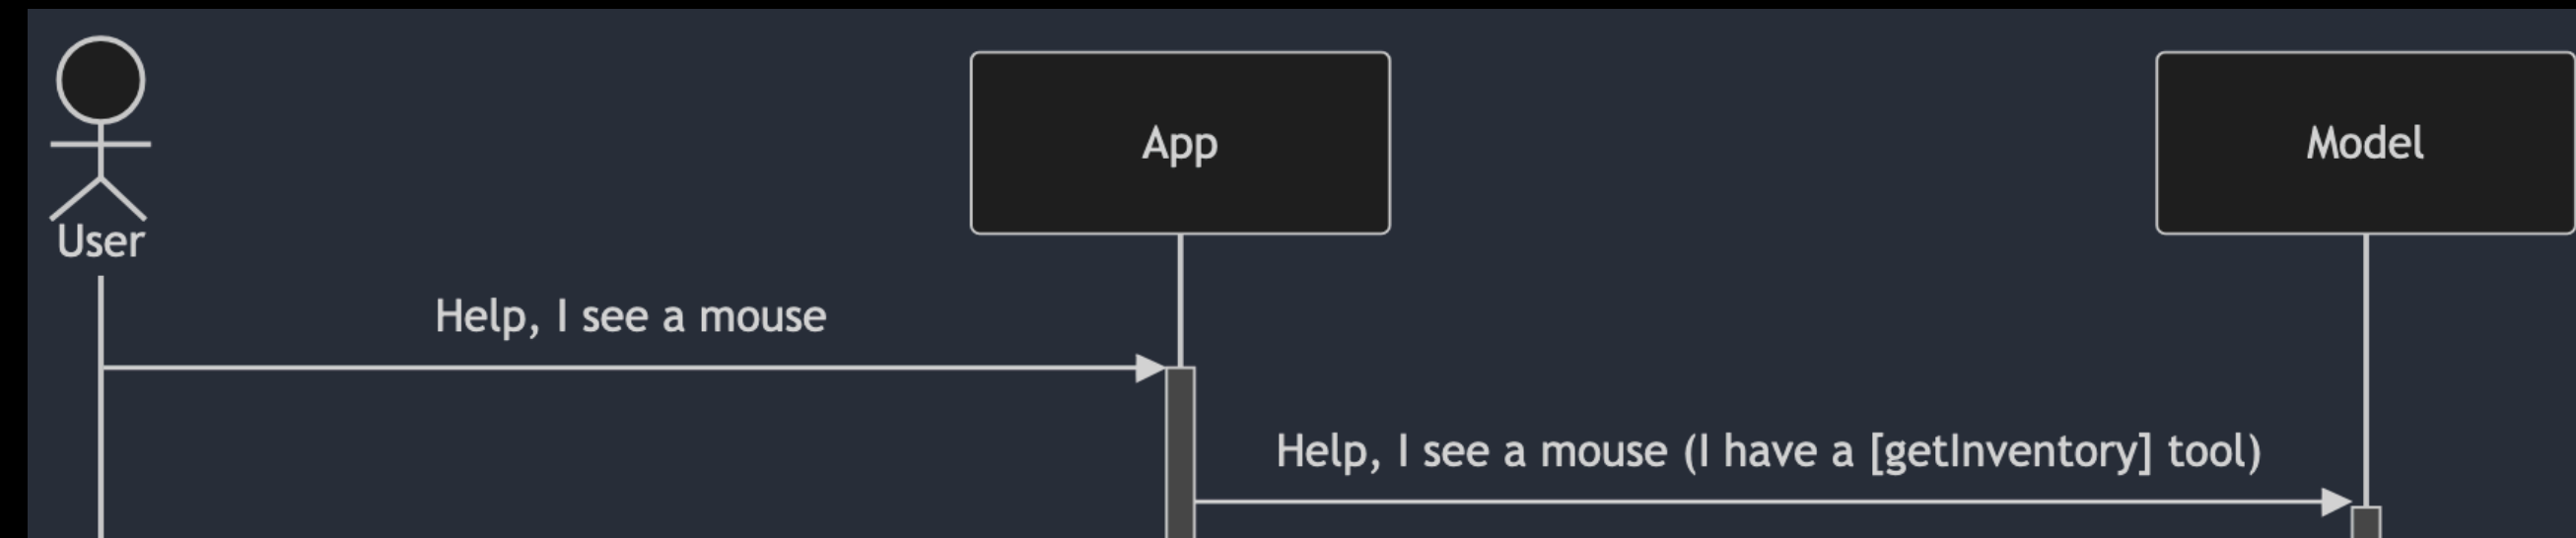 App
Model
User
Help, I see a mouse
Help, I see a mouse (I have a [getInventory] tool)